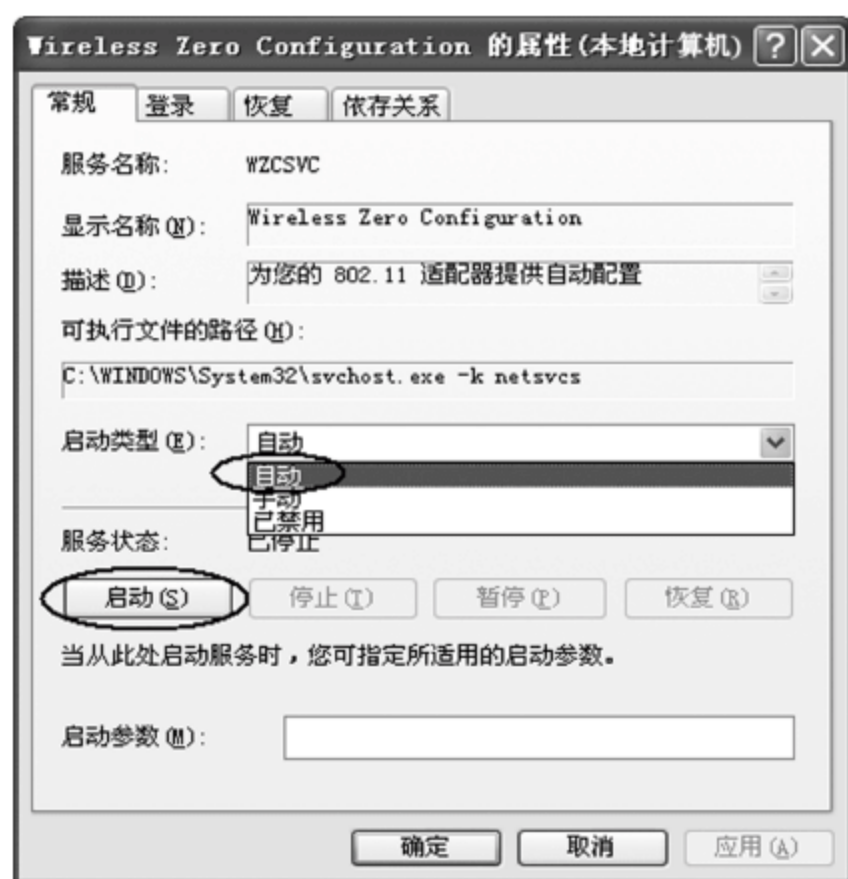 Wireless Zero Configuration 的属性(本地计算机)
常规 登录 恢复 依存关系
服务名称: WZCSVC
显示名称(N): Wireless Zero Configuration
描述(D): 为您的 802.11 适配器提供自动配置
可执行文件的路径(H):
C:\WINDOWS\System32\svchost.exe -k netsvcs
启动类型(E): 自动
自动
手动
已禁用
服务状态: 已停止
启动(S) 停止(T) 暂停(P) 恢复(R)
当从此处启动服务时，您可指定所适用的启动参数。
启动参数(M):
确定 取消 应用(A)